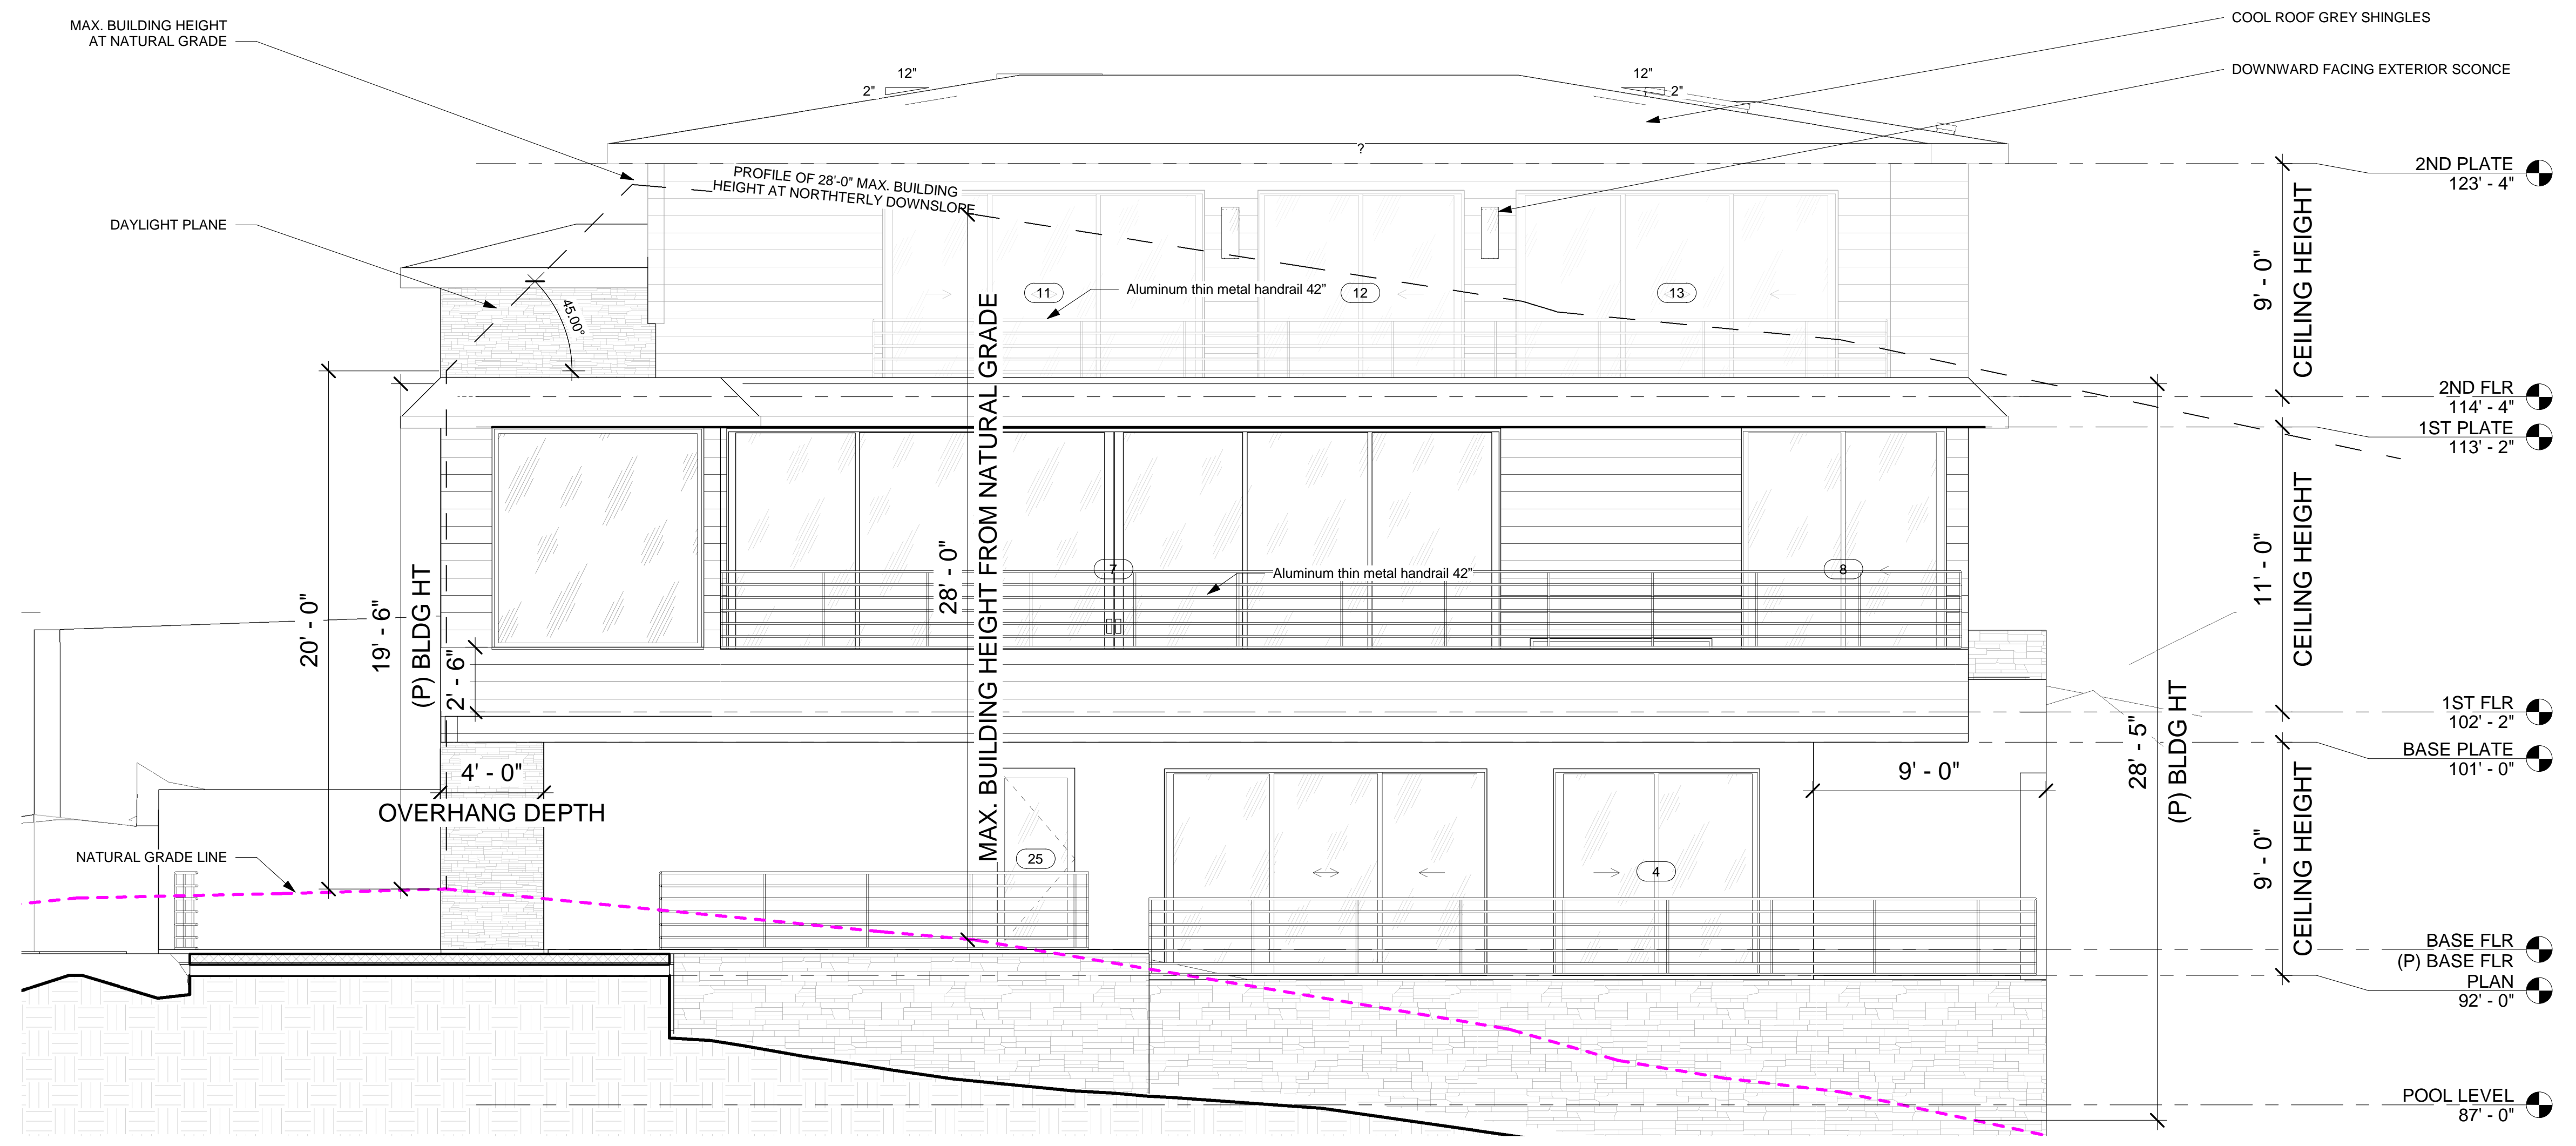 MAX. BUILDING HEIGHT
AT NATURAL GRADE
COOL ROOF GREY SHINGLES
DOWNWARD FACING EXTERIOR SCONCE
12"
2"
12"
2"
?
PROFILE OF 28'-0" MAX. BUILDING
HEIGHT AT NORTHTERLY DOWNSLOPE
DAYLIGHT PLANE
45.00°
11
Aluminum thin metal handrail 42"
12
13
2ND PLATE
123' - 4"
9' - 0"
CEILING HEIGHT
2ND FLR
114' - 4"
1ST PLATE
113' - 2"
20' - 0"
19' - 6"
(P) BLDG HT
2' - 6"
28' - 0"
MAX. BUILDING HEIGHT FROM NATURAL GRADE
7
Aluminum thin metal handrail 42"
8
11' - 0"
CEILING HEIGHT
1ST FLR
102' - 2"
BASE PLATE
101' - 0"
4' - 0"
OVERHANG DEPTH
9' - 0"
28' - 5"
(P) BLDG HT
NATURAL GRADE LINE
25
4
9' - 0"
CEILING HEIGHT
BASE FLR
(P) BASE FLR
PLAN
92' - 0"
POOL LEVEL
87' - 0"